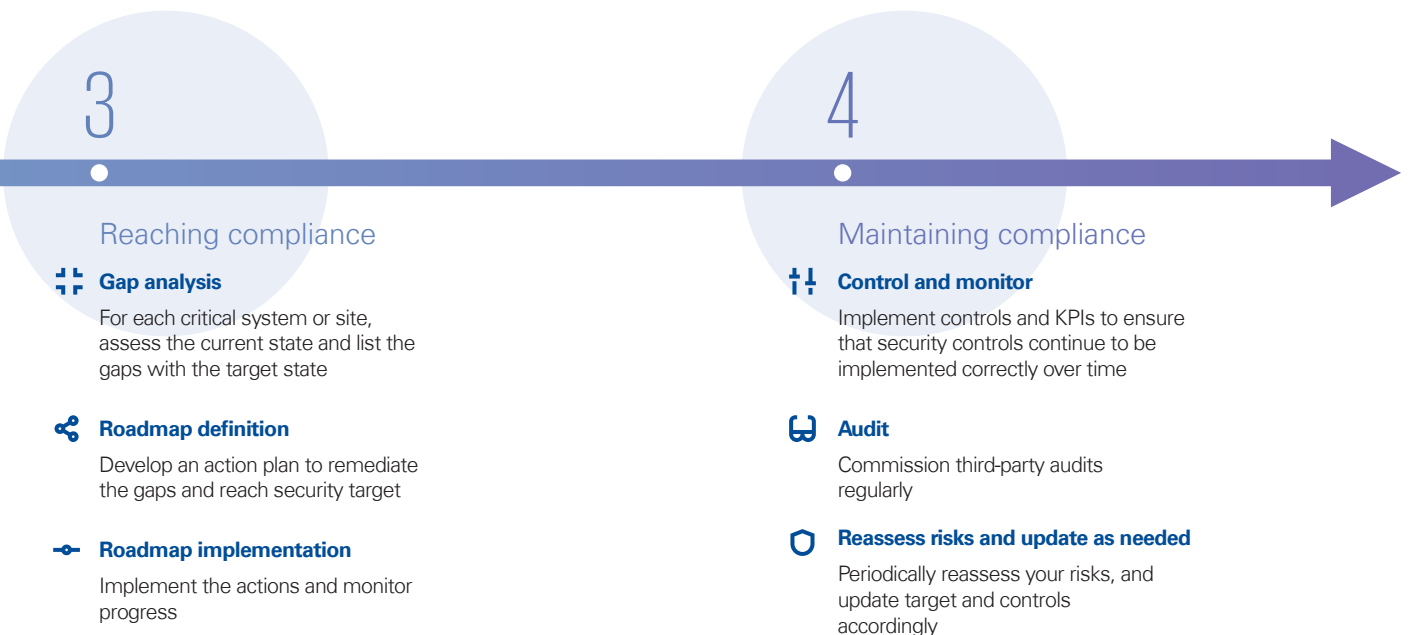 3
Reaching compliance
Gap analysis
For each critical system or site,
assess the current state and list the
gaps with the target state
Roadmap definition
Develop an action plan to remediate
the gaps and reach security target
Roadmap implementation
Implement the actions and monitor
progress
4
Maintaining compliance
Control and monitor
Implement controls and KPIs to ensure
that security controls continue to be
implemented correctly over time
Audit
Commission third-party audits
regularly
Reassess risks and update as needed
Periodically reassess your risks, and
update target and controls
accordingly